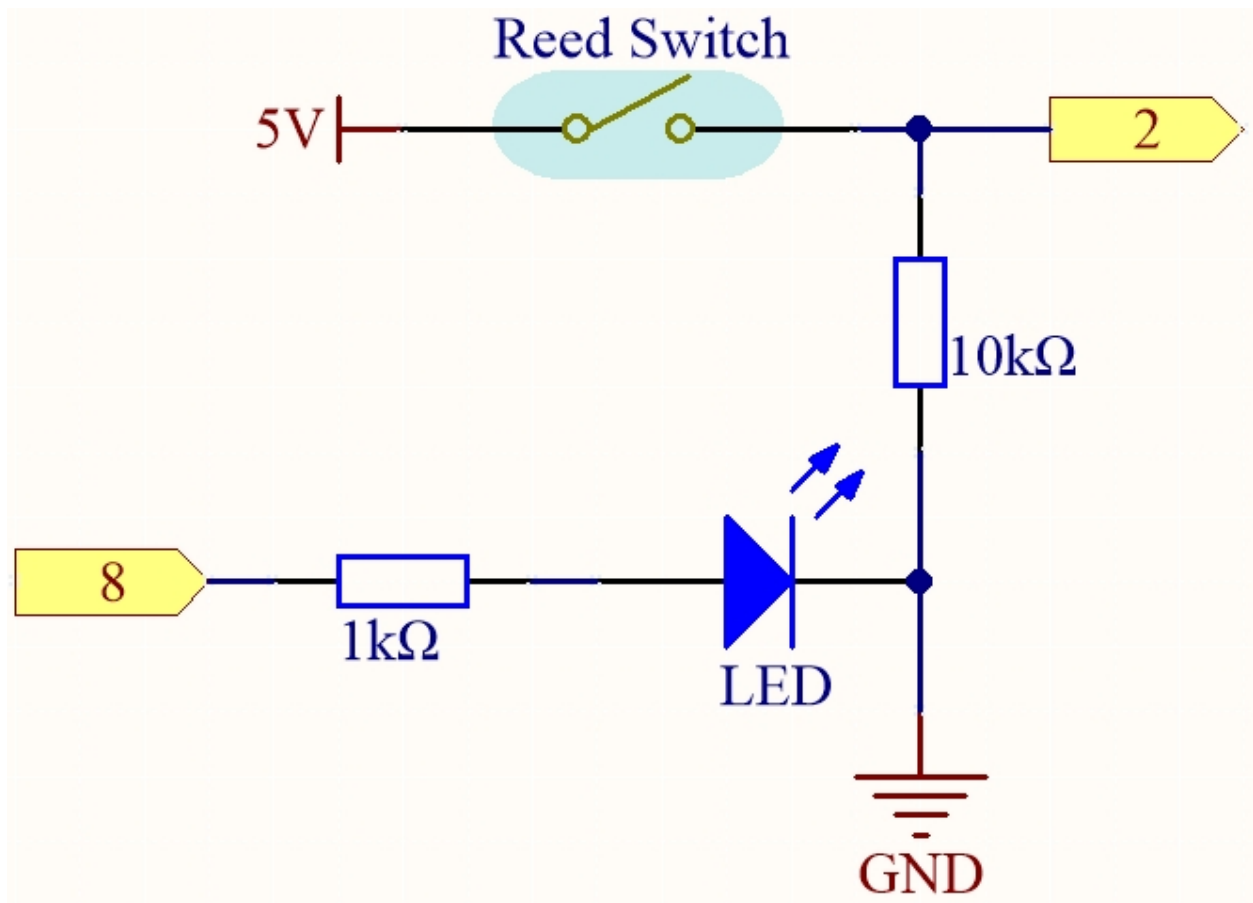 Reed Switch
5V
2
10kΩ
8
1kΩ
LED
GND